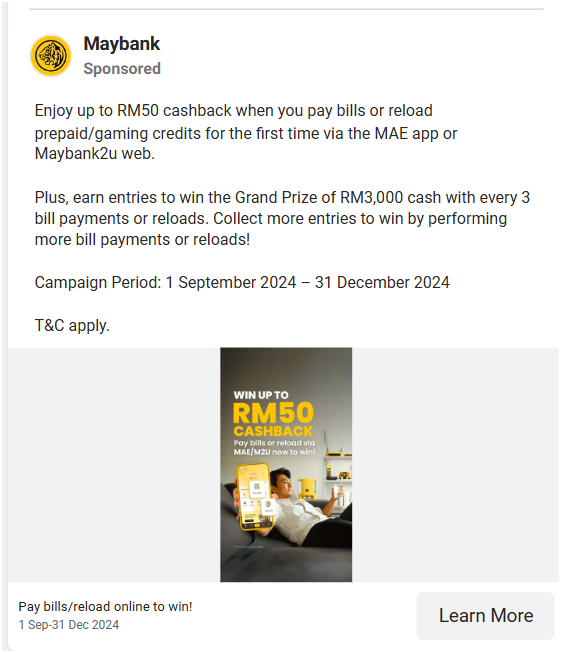 Maybank
Sponsored
Enjoy up to RM50 cashback when you pay bills or reload
prepaid/gaming credits for the first time via the MAE app or
Maybank2u web.
Plus, earn entries to win the Grand Prize of RM3,000 cash with every 3
bill payments or reloads. Collect more entries to win by performing
more bill payments or reloads!
Campaign Period: 1 September 2024 – 31 December 2024
T&C apply.
WIN UP TO
RM50
CASHBACK
Pay bills or reload via
MAE/M2U now to win!
Pay bills/reload online to win!
1 Sep-31 Dec 2024
Learn More